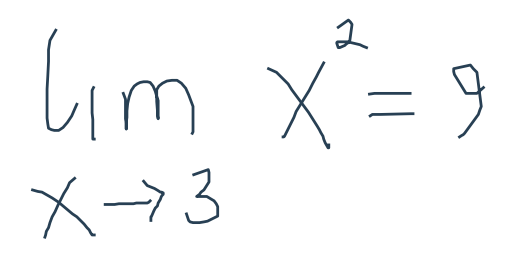 lim x² = 9
x → 3